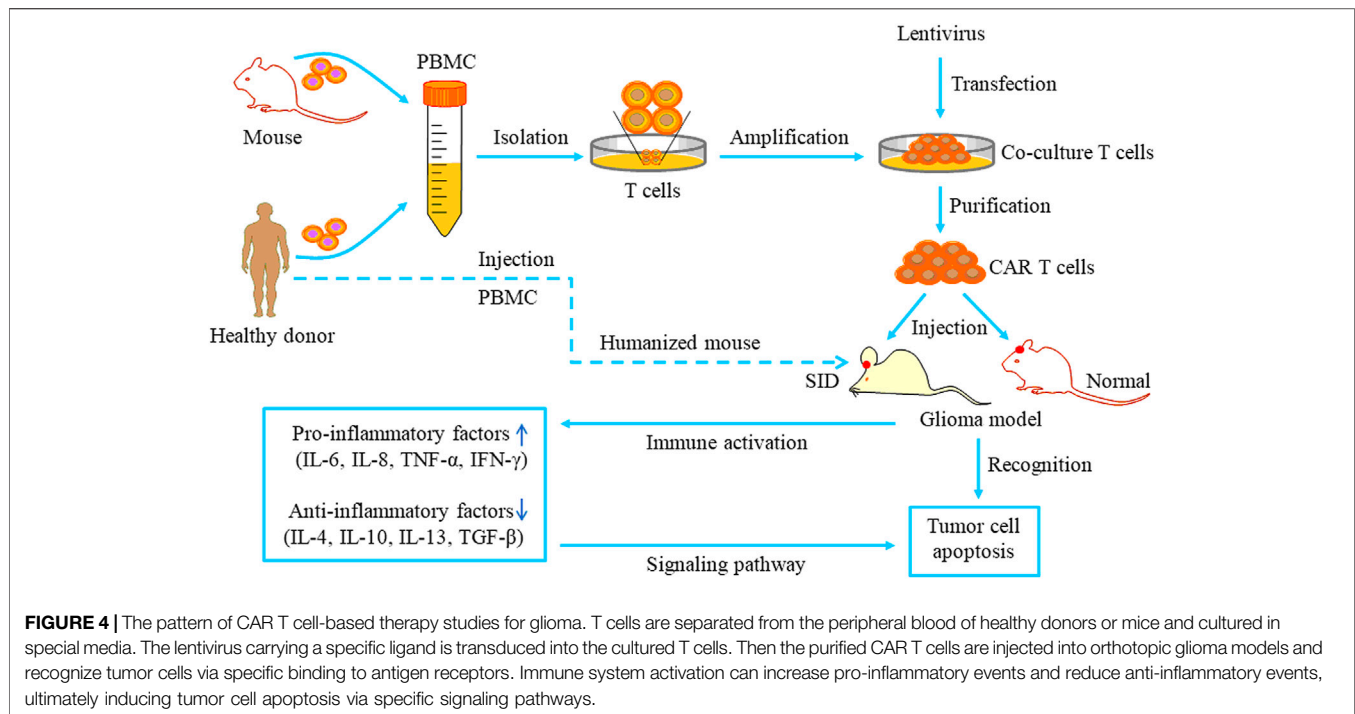 Lentivirus
PBMC
Transfection
Mouse
Isolation
Amplification
Co-culture T cells
T cells
Purification
Injection
PBMC
CAR T cells
Healthy donor
Injection
Humanized mouse
SID
Normal
Glioma model
Pro-inflammatory factors ↑
(IL-6, IL-8, TNF-α, IFN-γ)
Immune activation
Recognition
Anti-inflammatory factors ↓
(IL-4, IL-10, IL-13, TGF-β)
Signaling pathway
Tumor cell
apoptosis
FIGURE 4 | The pattern of CAR T cell-based therapy studies for glioma. T cells are separated from the peripheral blood of healthy donors or mice and cultured in
special media. The lentivirus carrying a specific ligand is transduced into the cultured T cells. Then the purified CAR T cells are injected into orthotopic glioma models and
recognize tumor cells via specific binding to antigen receptors. Immune system activation can increase pro-inflammatory events and reduce anti-inflammatory events,
ultimately inducing tumor cell apoptosis via specific signaling pathways.